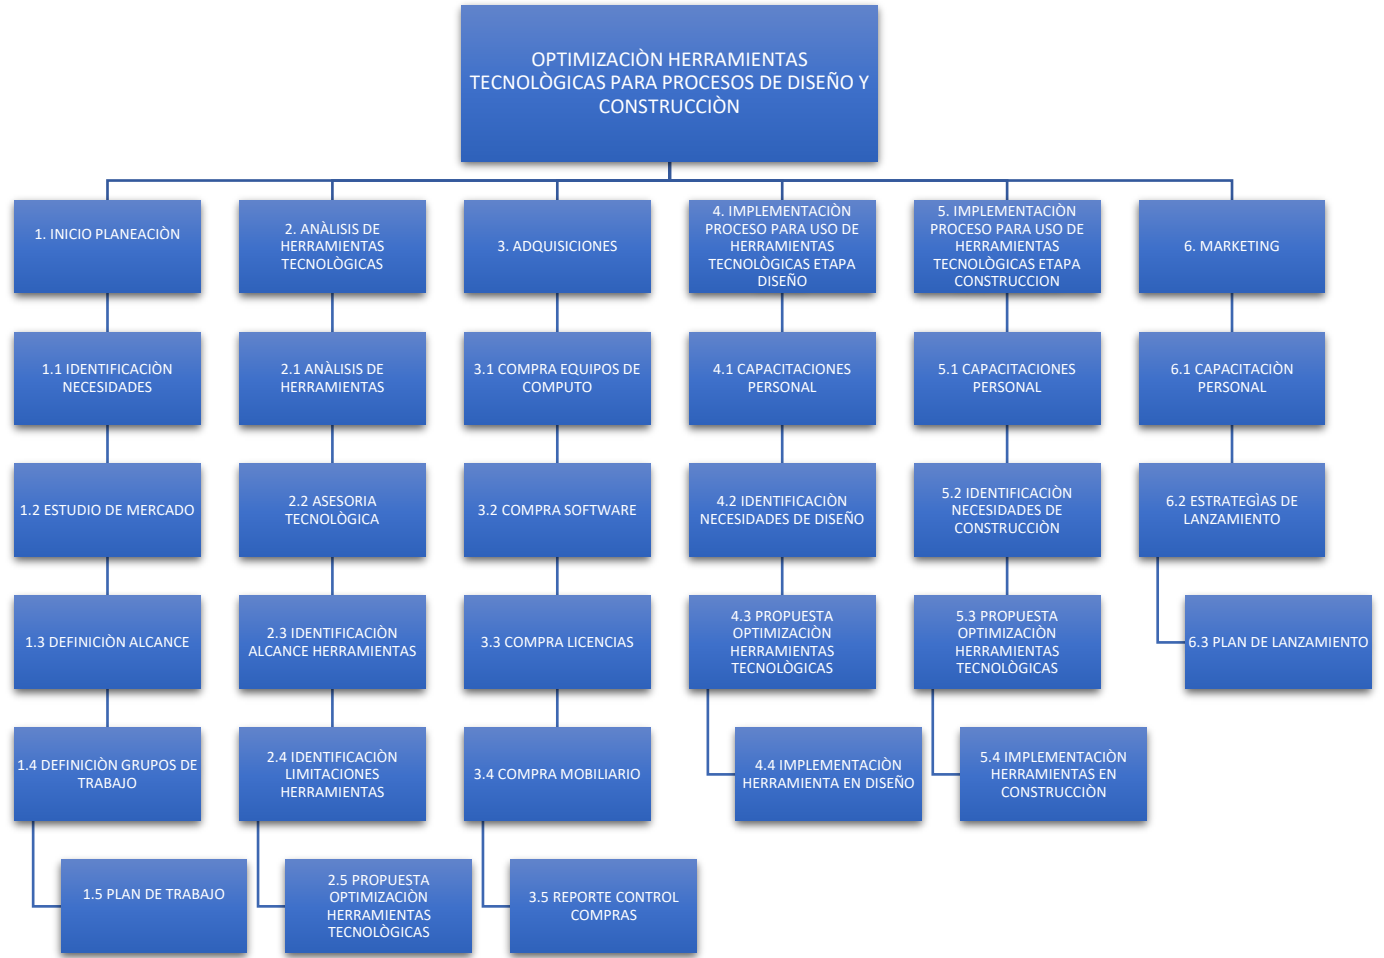 OPTIMIZACIÒN HERRAMIENTAS
TECNOLÒGICAS PARA PROCESOS DE DISEÑO Y
CONSTRUCCIÒN
1. INICIO PLANEACIÒN
2. ANÀLISIS DE
HERRAMIENTAS
TECNOLÒGICAS
3. ADQUISICIONES
4. IMPLEMENTACIÒN
PROCESO PARA USO DE
HERRAMIENTAS
TECNOLÒGICAS ETAPA
DISEÑO
5. IMPLEMENTACIÒN
PROCESO PARA USO DE
HERRAMIENTAS
TECNOLÒGICAS ETAPA
CONSTRUCCION
6. MARKETING
1.1 IDENTIFICACIÒN
NECESIDADES
2.1 ANÀLISIS DE
HERRAMIENTAS
3.1 COMPRA EQUIPOS DE
COMPUTO
4.1 CAPACITACIONES
PERSONAL
5.1 CAPACITACIONES
PERSONAL
6.1 CAPACITACIÒN
PERSONAL
1.2 ESTUDIO DE MERCADO
2.2 ASESORIA
TECNOLÒGICA
3.2 COMPRA SOFTWARE
4.2 IDENTIFICACIÒN
NECESIDADES DE DISEÑO
5.2 IDENTIFICACIÒN
NECESIDADES DE
CONSTRUCCIÒN
6.2 ESTRATEGÌAS DE
LANZAMIENTO
1.3 DEFINICIÒN ALCANCE
2.3 IDENTIFICACIÒN
ALCANCE HERRAMIENTAS
3.3 COMPRA LICENCIAS
4.3 PROPUESTA
OPTIMIZACIÒN
HERRAMIENTAS
TECNOLÒGICAS
5.3 PROPUESTA
OPTIMIZACIÒN
HERRAMIENTAS
TECNOLÒGICAS
6.3 PLAN DE LANZAMIENTO
1.4 DEFINICIÒN GRUPOS DE
TRABAJO
2.4 IDENTIFICACIÒN
LIMITACIONES
HERRAMIENTAS
3.4 COMPRA MOBILIARIO
4.4 IMPLEMENTACIÒN
HERRAMIENTA EN DISEÑO
5.4 IMPLEMENTACIÒN
HERRAMIENTAS EN
CONSTRUCCIÒN
1.5 PLAN DE TRABAJO
2.5 PROPUESTA
OPTIMIZACIÒN
HERRAMIENTAS
TECNOLÒGICAS
3.5 REPORTE CONTROL
COMPRAS